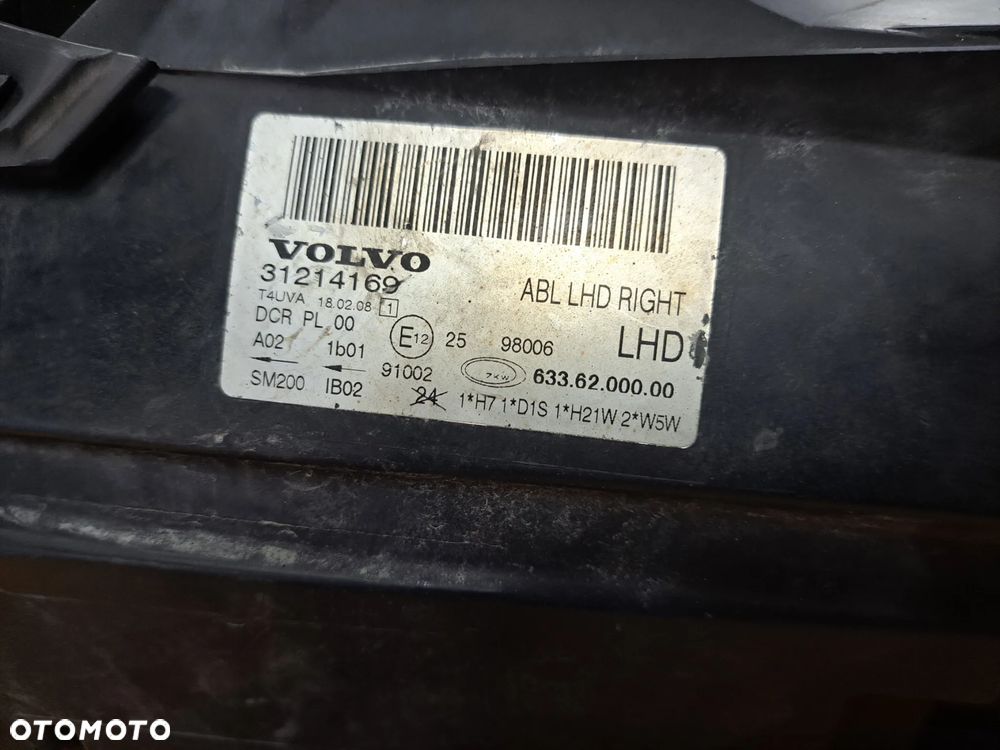 VOLVO
31214169
ABL LHD RIGHT
T4UVA 18.02.08 1
DCR PL 00
E12 25 98006 LHD
A02 1b01
91002 7KW 633.62.000.00
SM200 IB02 24 1*H7 1*D1S 1*H21W 2*W5W
OTOMOTO